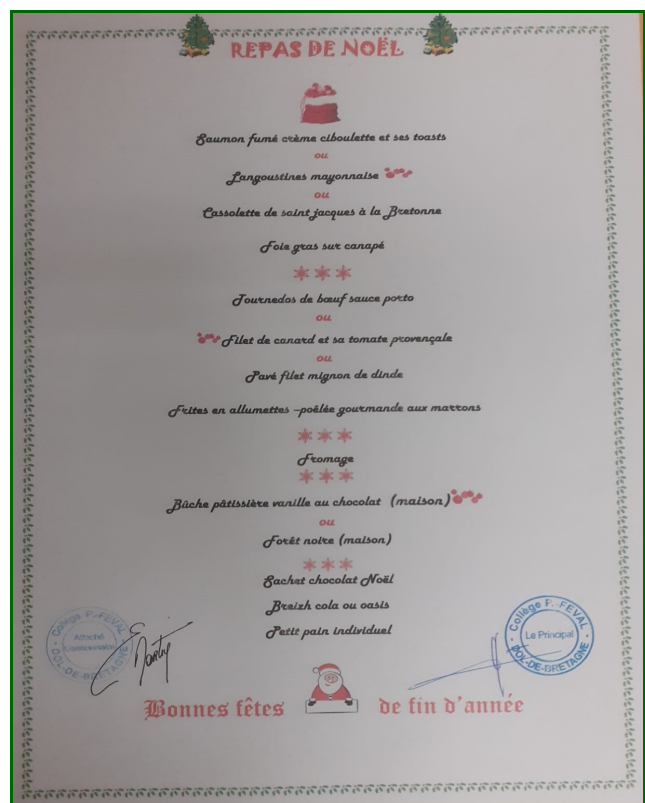 REPAS DE NOËL
Saumon fumé crème ciboulette et ses toasts
ou
Langoustines mayonnaise
ou
Cassolette de saint jacques à la Bretonne
Foie gras sur canapé
Tournedos de bœuf sauce porto
ou
Filet de canard et sa tomate provençale
ou
Pavé filet mignon de dinde
Frites en allumettes –poêlée gourmande aux marrons
Fromage
Bûche pâtissière vanille au chocolat (maison)
ou
Forêt noire (maison)
Sachet chocolat Noël
Breizh cola ou oasis
Petit pain individuel
Collège P. FEVAL
Attaché
DOL-DE-BRETAGNE
Collège P. FEVAL
Le Principal
DOL-DE-BRETAGNE
Bonnes fêtes de fin d'année